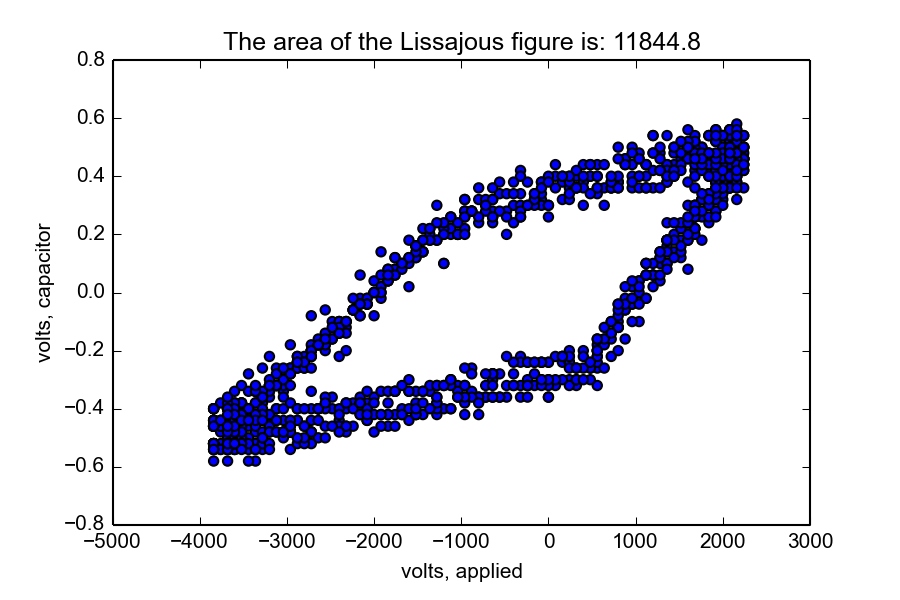 The area of the Lissajous figure is: 11844.8
0.8
0.6
0.4
0.2
0.0
−0.2
−0.4
−0.6
−0.8
volts, capacitor
−5000 −4000 −3000 −2000 −1000 0 1000 2000 3000
volts, applied